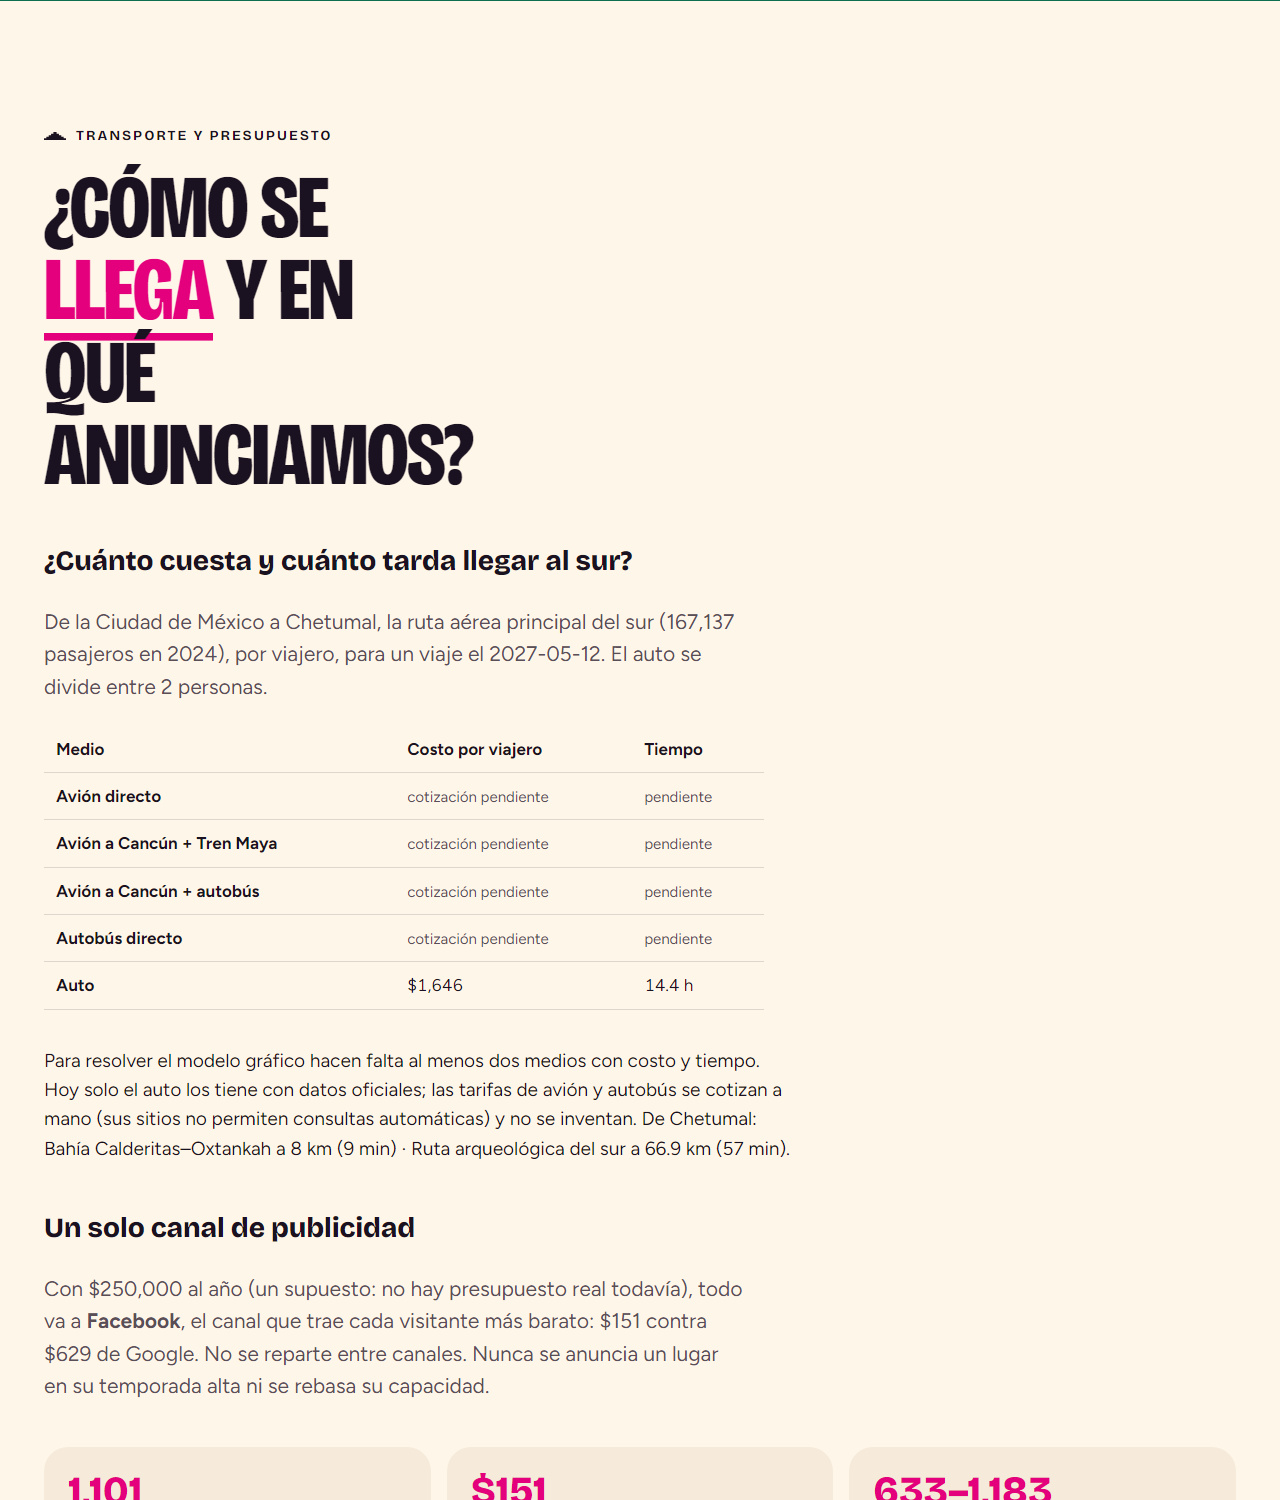 TRANSPORTE Y PRESUPUESTO
¿CÓMO SE
LLEGA Y EN
QUÉ
ANUNCIAMOS?
¿Cuánto cuesta y cuánto tarda llegar al sur?
De la Ciudad de México a Chetumal, la ruta aérea principal del sur (167,137
pasajeros en 2024), por viajero, para un viaje el 2027-05-12. El auto se
divide entre 2 personas.
Medio Costo por viajero Tiempo
Avión directo cotización pendiente pendiente
Avión a Cancún + Tren Maya cotización pendiente pendiente
Avión a Cancún + autobús cotización pendiente pendiente
Autobús directo cotización pendiente pendiente
Auto $1,646 14.4 h
Para resolver el modelo gráfico hacen falta al menos dos medios con costo y tiempo.
Hoy solo el auto los tiene con datos oficiales; las tarifas de avión y autobús se cotizan a
mano (sus sitios no permiten consultas automáticas) y no se inventan. De Chetumal:
Bahía Calderitas–Oxtankah a 8 km (9 min) · Ruta arqueológica del sur a 66.9 km (57 min).
Un solo canal de publicidad
Con $250,000 al año (un supuesto: no hay presupuesto real todavía), todo
va a Facebook, el canal que trae cada visitante más barato: $151 contra
$629 de Google. No se reparte entre canales. Nunca se anuncia un lugar
en su temporada alta ni se rebasa su capacidad.
1,101 $151 633–1,183